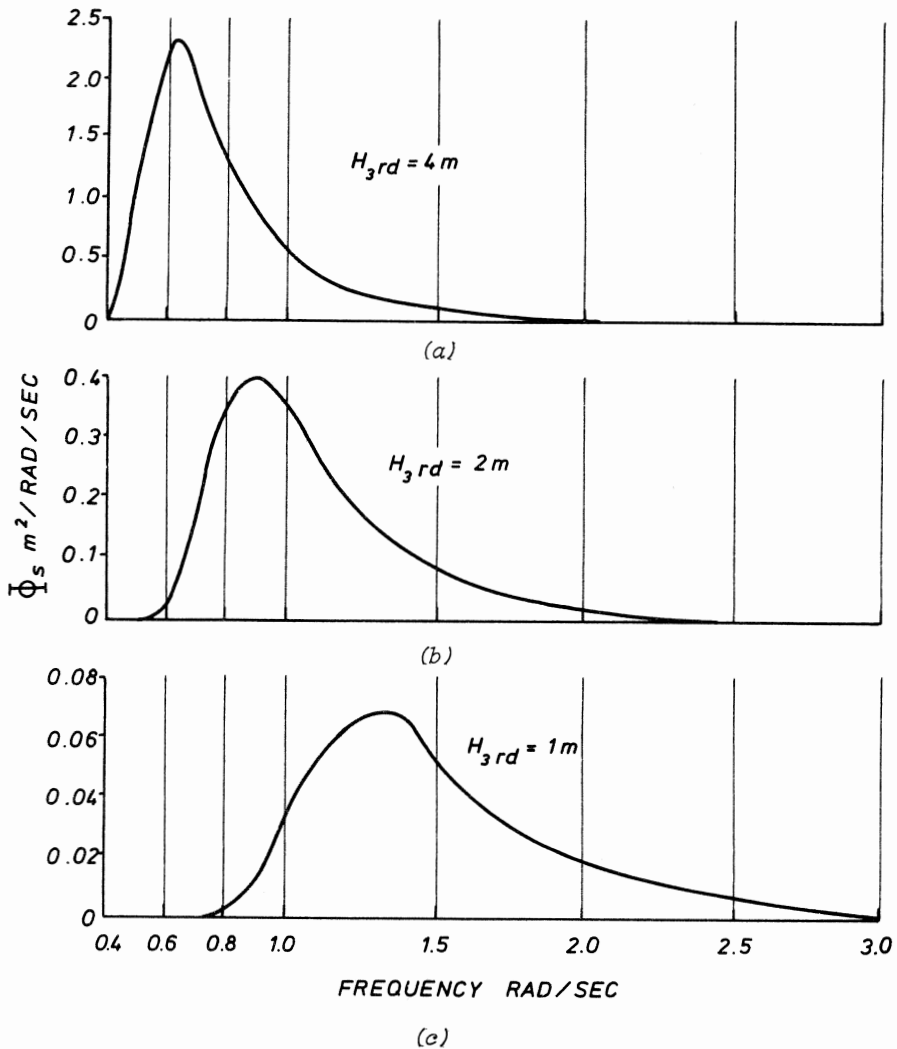 2.5
2.0
1.5
1.0
0.5
0
H3rd = 4m
(a)
0.4
0.3
0.2
0.1
0
H3rd = 2m
(b)
Φs m²/RAD/SEC
0.08
0.06
0.04
0.02
0
H3rd = 1m
0.4 0.6 0.8 1.0 1.5 2.0 2.5 3.0
FREQUENCY RAD/SEC
(c)